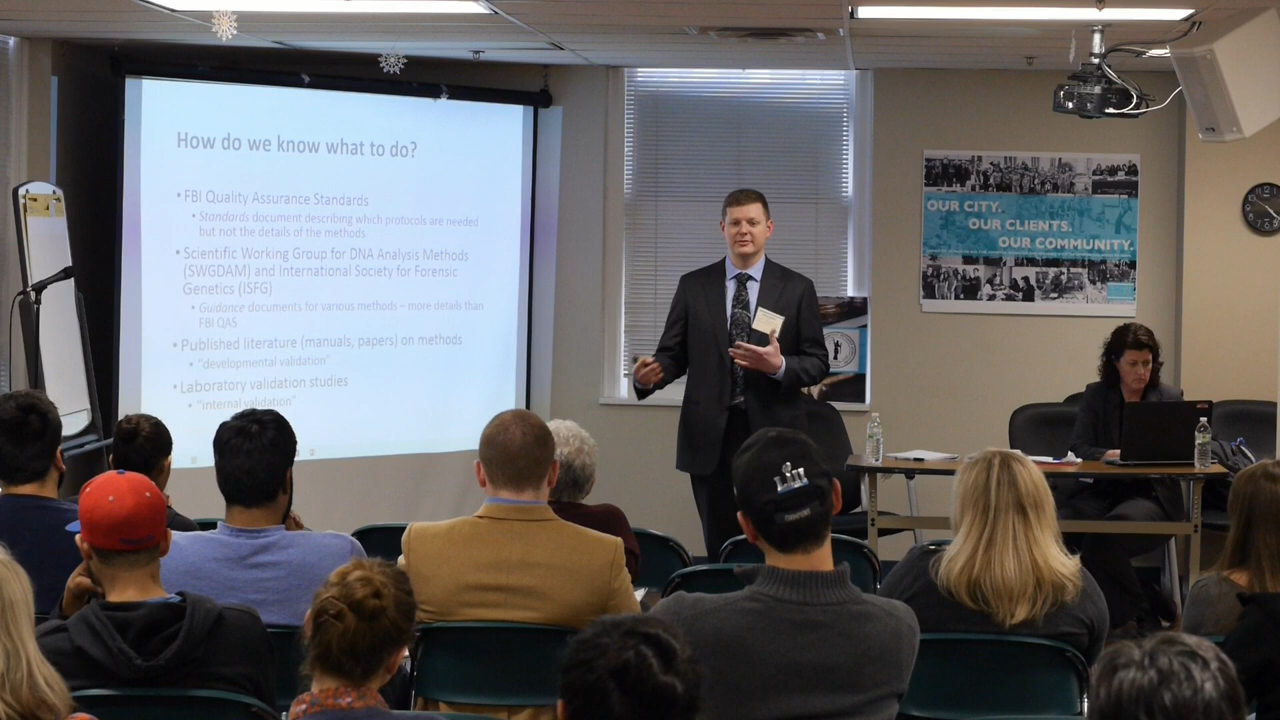 How do we know what to do?
• FBI Quality Assurance Standards
• Standards document describing which protocols are needed
but not the details of the methods.
• Scientific Working Group for DNA Analysis Methods
(SWGDAM) and International Society for Forensic
Genetics (ISFG)
• Guidance documents for various methods – more details than
FBI QAS
• Published literature (manuals, papers) on methods
• "developmental validation"
• Laboratory validation studies
• "internal validation"
OUR CITY.
OUR CLIENTS.
OUR COMMUNITY.
LII